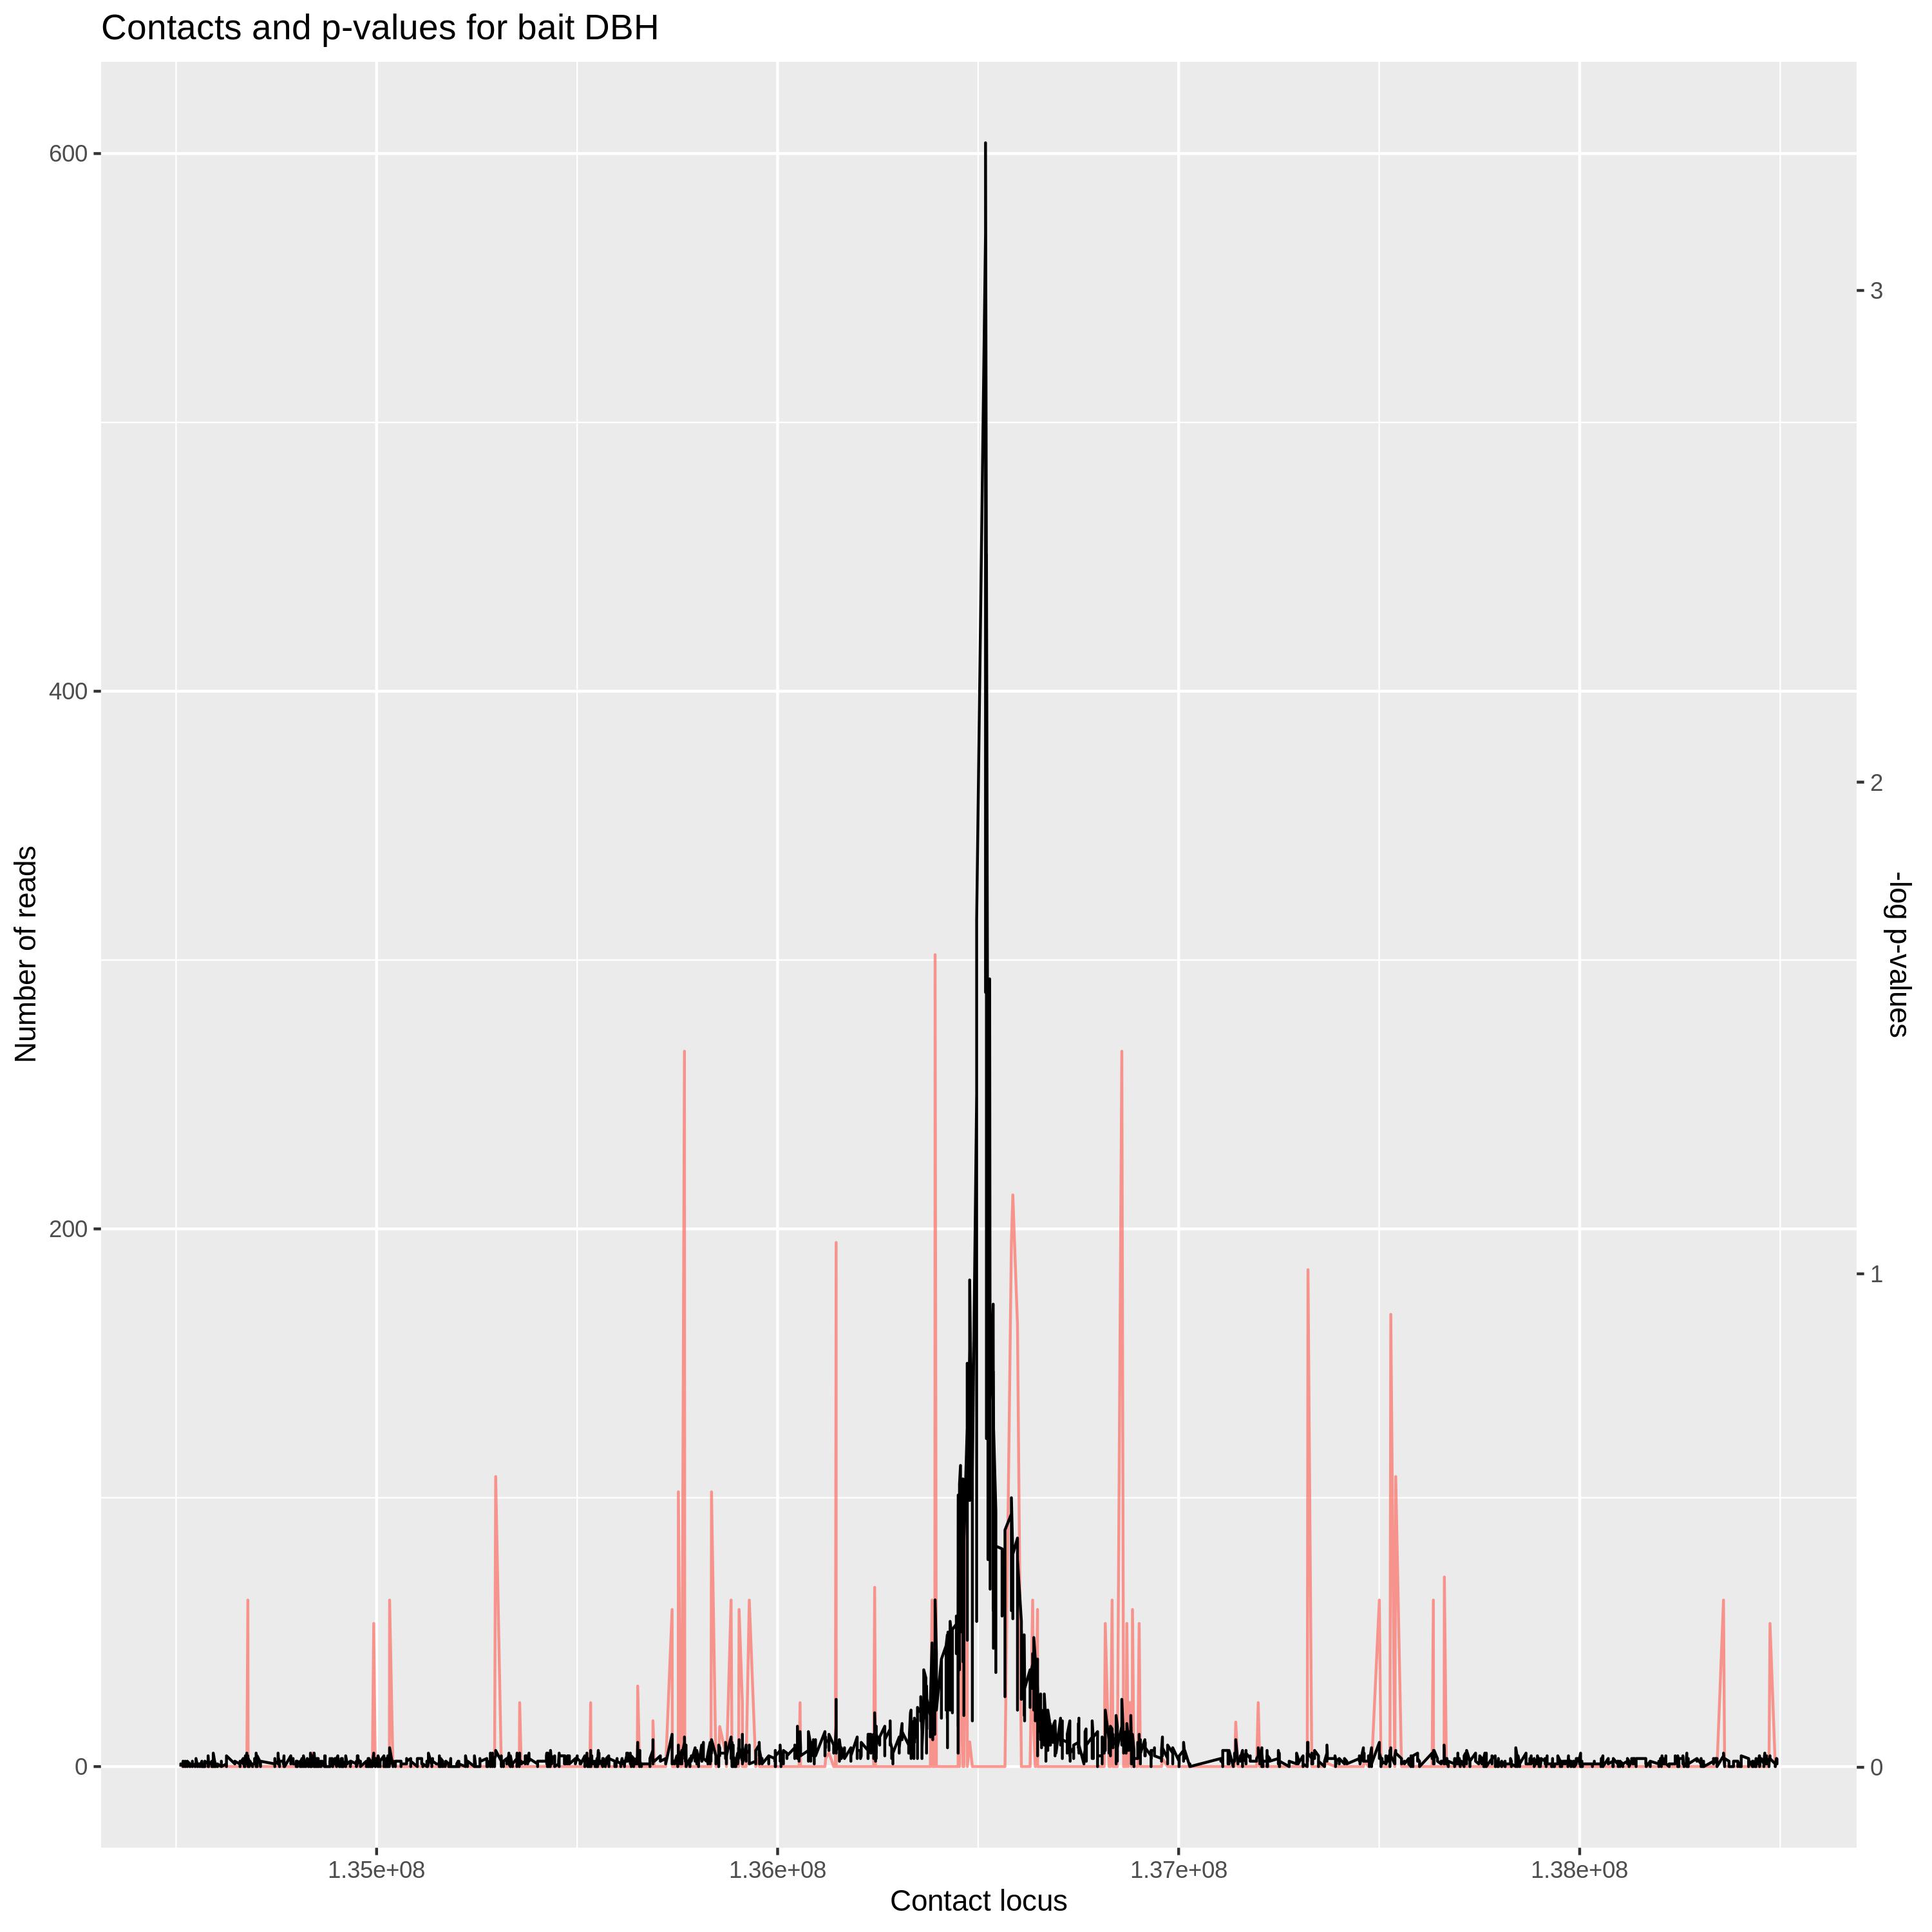 Contacts and p-values for bait DBH
600
400
200
0
3
2
1
0
Number of reads
-log p-values
1.35e+08
1.36e+08
1.37e+08
1.38e+08
Contact locus